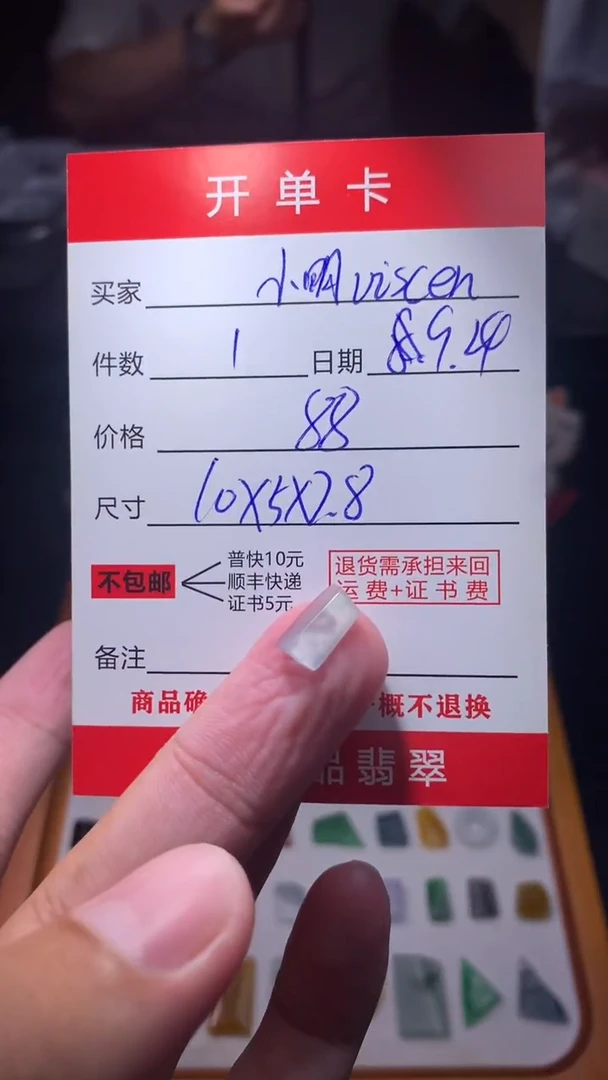 开单卡
买家 小明viscen
件数 1 日期 8.9.24
价格 88
尺寸 10X5X2.8
不包邮
普快10元
顺丰快递
证书5元
退货需承担来回
运费+证书费
备注
商品确 一概不退换
品翡翠